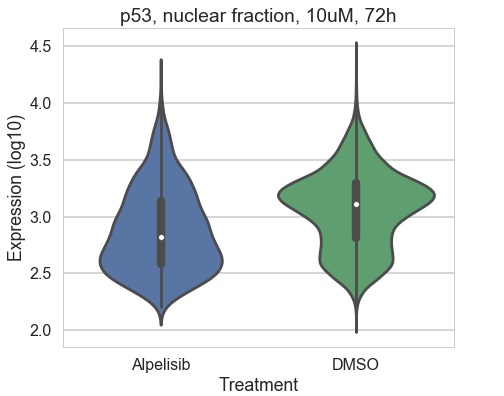 p53, nuclear fraction, 10uM, 72h
Expression (log10)
4.5
4.0
3.5
3.0
2.5
2.0
Alpelisib
DMSO
Treatment